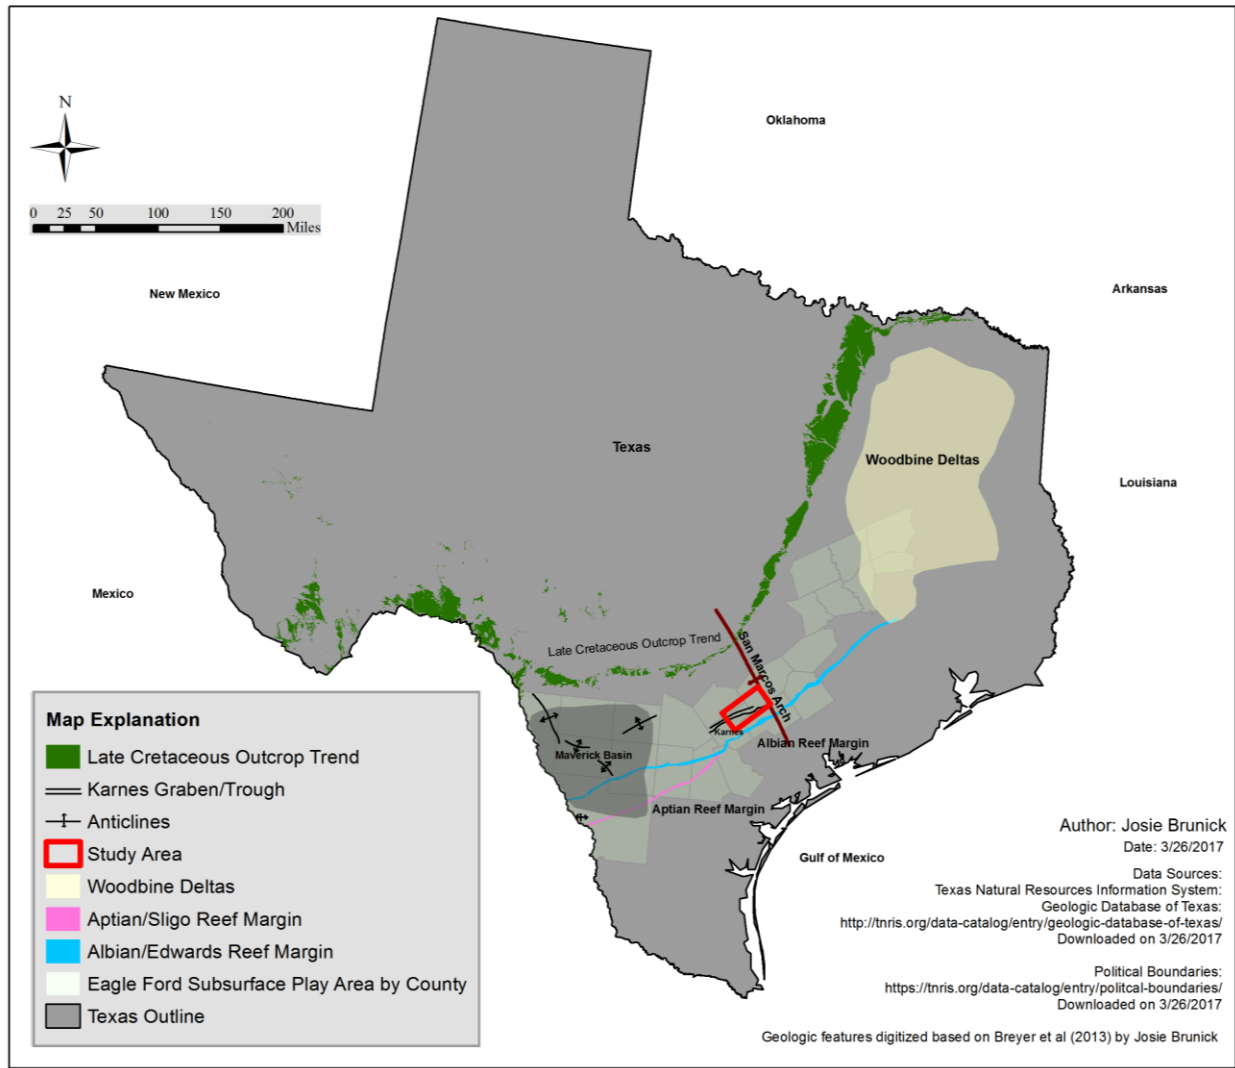 N
0 25 50 100 150 200
Miles
Oklahoma
New Mexico
Arkansas
Texas
Woodbine Deltas
Louisiana
Mexico
Late Cretaceous Outcrop Trend
San Marcos Arch
Karnes
Maverick Basin
Albian Reef Margin
Aptian Reef Margin
Gulf of Mexico
Map Explanation
Late Cretaceous Outcrop Trend
Karnes Graben/Trough
Anticlines
Study Area
Woodbine Deltas
Aptian/Sligo Reef Margin
Albian/Edwards Reef Margin
Eagle Ford Subsurface Play Area by County
Texas Outline
Author: Josie Brunick
Date: 3/26/2017
Data Sources:
Texas Natural Resources Information System:
Geologic Database of Texas:
http://tnris.org/data-catalog/entry/geologic-database-of-texas/
Downloaded on 3/26/2017
Political Boundaries:
https://tnris.org/data-catalog/entry/politcal-boundaries/
Downloaded on 3/26/2017
Geologic features digitized based on Breyer et al (2013) by Josie Brunick